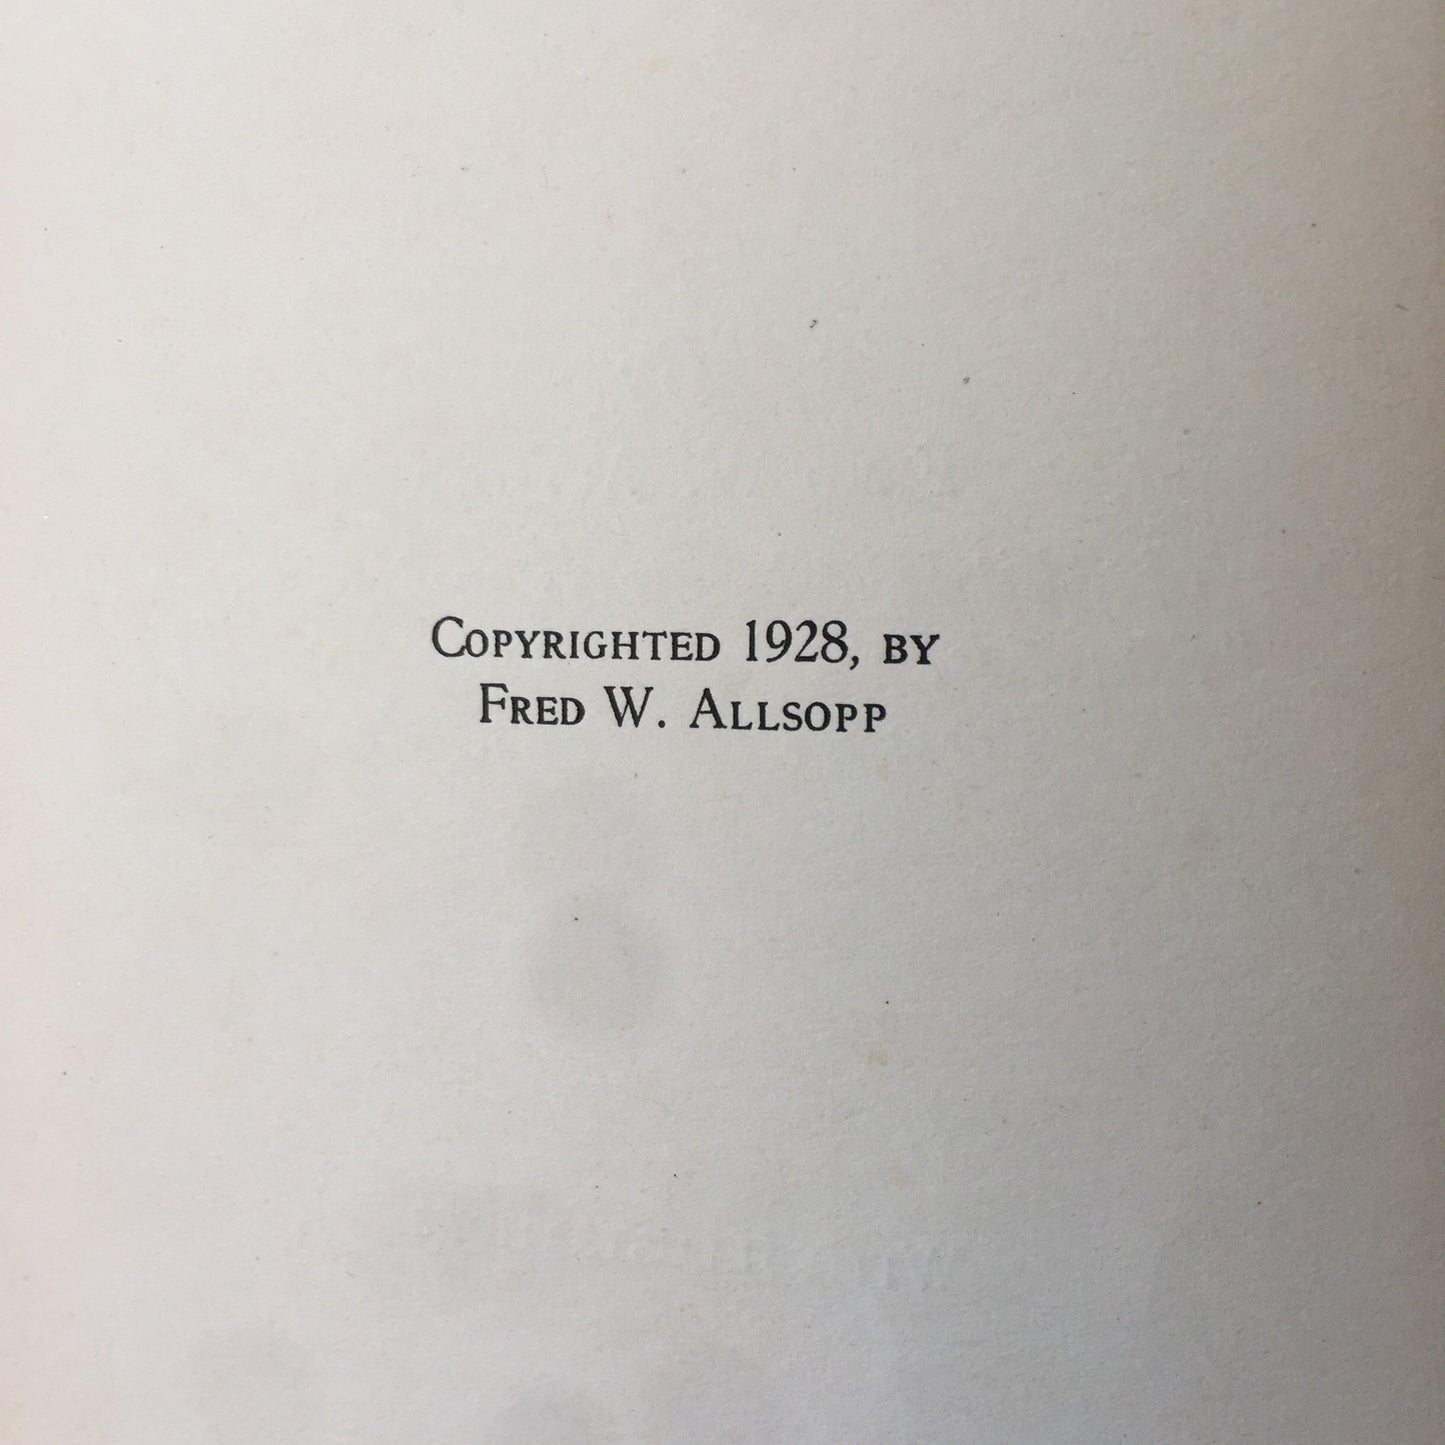 Copyrighted 1928, by
Fred W. Allsopp